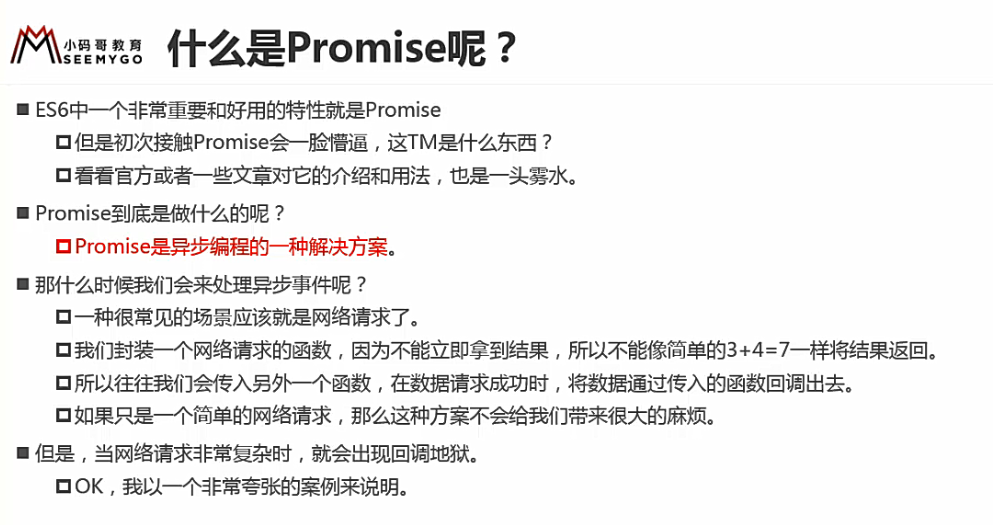 小码哥教育
SEEMYGO
什么是Promise呢？
ES6中一个非常重要和好用的特性就是Promise
但是初次接触Promise会一脸懵逼，这TM是什么东西？
看看官方或者一些文章对它的介绍和用法，也是一头雾水。
Promise到底是做什么的呢？
Promise是异步编程的一种解决方案。
那什么时候我们会来处理异步事件呢？
一种很常见的场景应该就是网络请求了。
我们封装一个网络请求的函数，因为不能立即拿到结果，所以不能像简单的3+4=7一样将结果返回。
所以往往我们会传入另外一个函数，在数据请求成功时，将数据通过传入的函数回调出去。
如果只是一个简单的网络请求，那么这种方案不会给我们带来很大的麻烦。
但是，当网络请求非常复杂时，就会出现回调地狱。
OK，我以一个非常夸张的案例来说明。